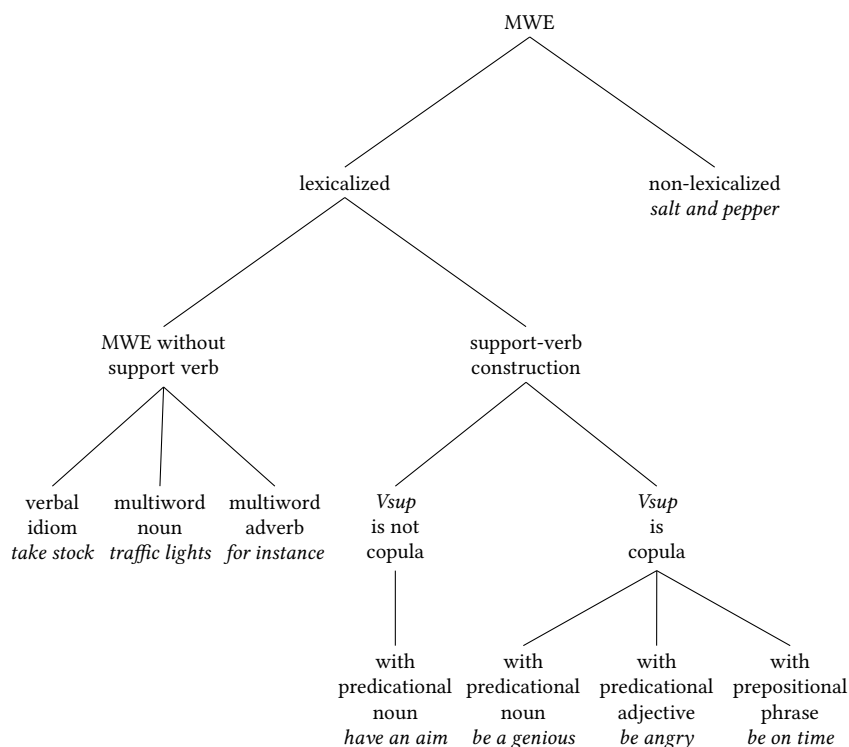 MWE
lexicalized
non-lexicalized
salt and pepper
MWE without
support verb
support-verb
construction
verbal
idiom
take stock
multiword
noun
traffic lights
multiword
adverb
for instance
Vsup
is not
copula
Vsup
is
copula
with
predicational
noun
have an aim
with
predicational
noun
be a genious
with
predicational
adjective
be angry
with
prepositional
phrase
be on time